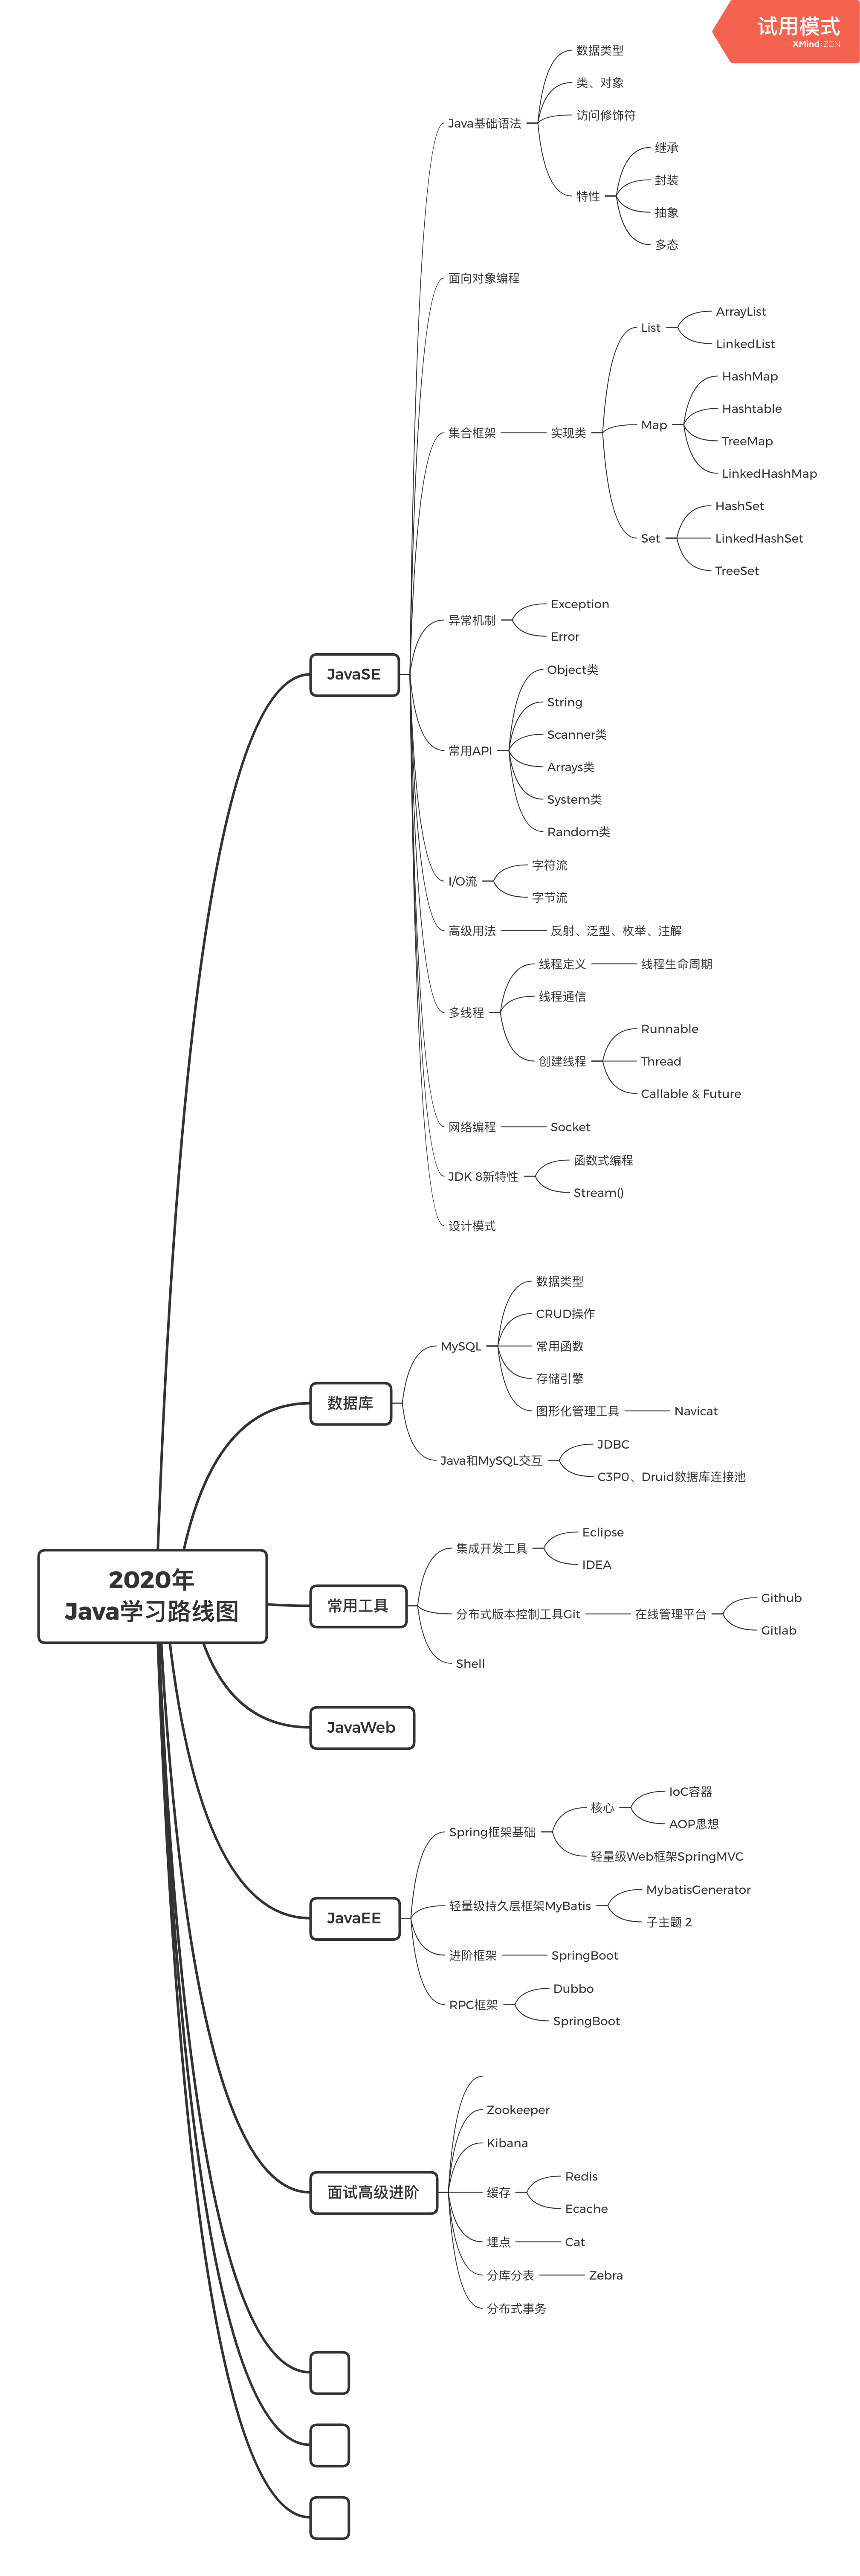 试用模式
XMind:ZEN
2020年
Java学习路线图
JavaSE
Java基础语法
数据类型
类、对象
访问修饰符
特性
继承
封装
抽象
多态
面向对象编程
集合框架
实现类
List
ArrayList
LinkedList
Map
HashMap
Hashtable
TreeMap
LinkedHashMap
Set
HashSet
LinkedHashSet
TreeSet
异常机制
Exception
Error
常用API
Object类
String
Scanner类
Arrays类
System类
Random类
I/O流
字符流
字节流
高级用法
反射、泛型、枚举、注解
多线程
线程定义
线程生命周期
线程通信
创建线程
Runnable
Thread
Callable & Future
网络编程
Socket
JDK 8新特性
函数式编程
Stream()
设计模式
数据库
MySQL
数据类型
CRUD操作
常用函数
存储引擎
图形化管理工具
Navicat
Java和MySQL交互
JDBC
C3P0、Druid数据库连接池
常用工具
集成开发工具
Eclipse
IDEA
分布式版本控制工具Git
在线管理平台
Github
Gitlab
Shell
JavaWeb
JavaEE
Spring框架基础
核心
IoC容器
AOP思想
轻量级Web框架SpringMVC
轻量级持久层框架MyBatis
MybatisGenerator
子主题 2
进阶框架
SpringBoot
RPC框架
Dubbo
SpringBoot
面试高级进阶
Zookeeper
Kibana
缓存
Redis
Ecache
埋点
Cat
分库分表
Zebra
分布式事务